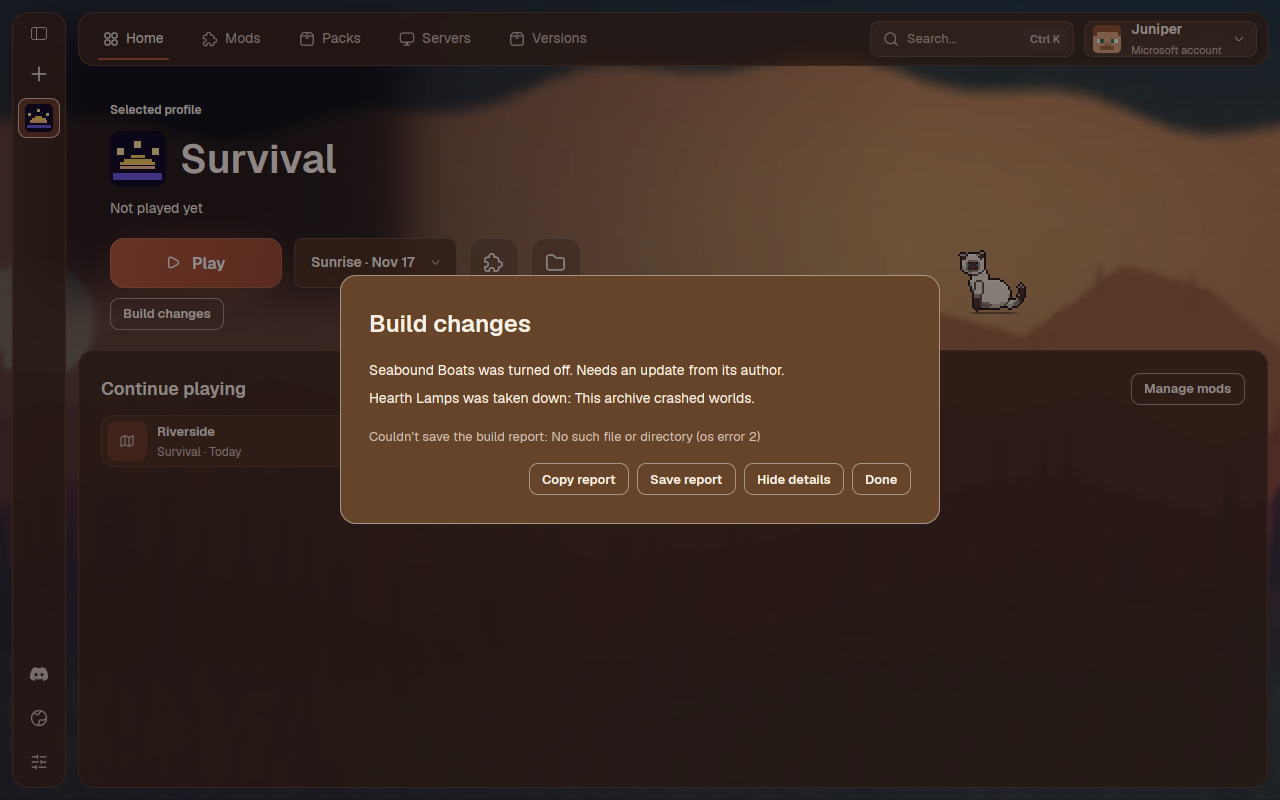 Home
Mods
Packs
Servers
Versions
Search...
Ctrl K
Juniper
Microsoft account
Selected profile
Survival
Not played yet
Play
Sunrise · Nov 17
Build changes
Build changes
Seabound Boats was turned off. Needs an update from its author.
Hearth Lamps was taken down: This archive crashed worlds.
Couldn't save the build report: No such file or directory (os error 2)
Copy report
Save report
Hide details
Done
Continue playing
Manage mods
Riverside
Survival · Today